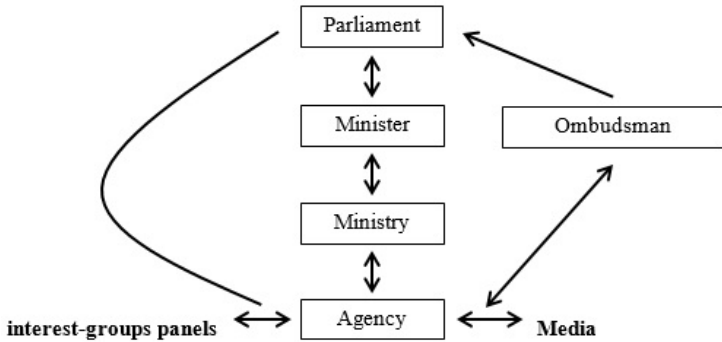 Parliament
Minister
Ombudsman
Ministry
interest-groups panels
Agency
Media